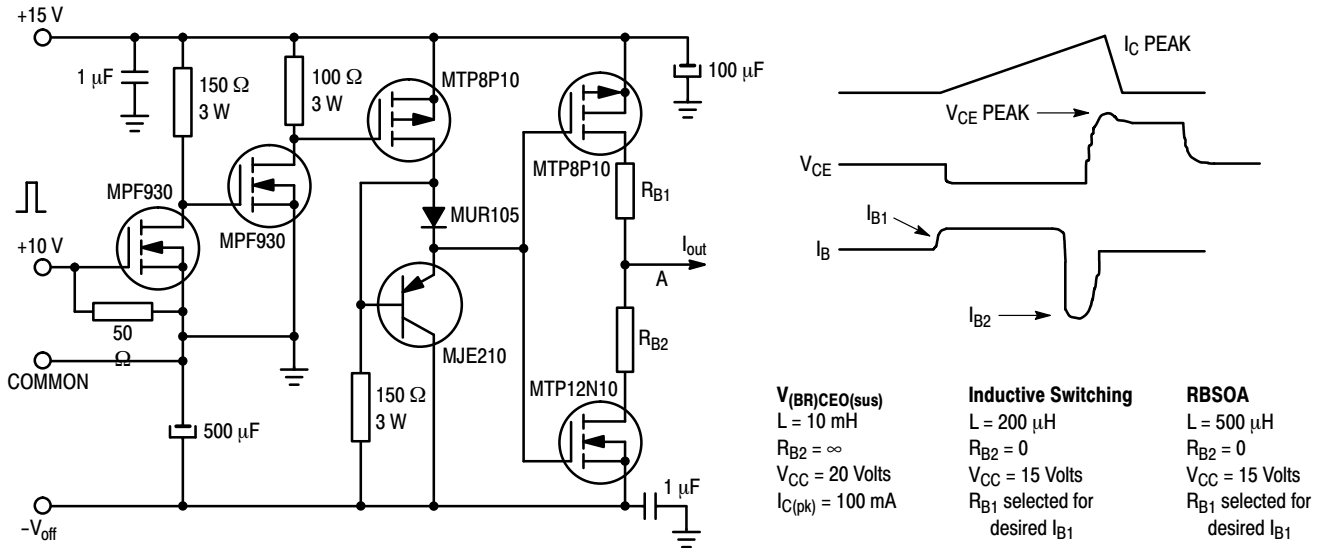 +15 V
1 μF
150 Ω
3 W
100 Ω
3 W
MTP8P10
100 μF
MTP8P10
MPF930
MPF930
+10 V
50
Ω
COMMON
500 μF
MUR105
MJE210
150 Ω
3 W
R_B1
I_out
A
R_B2
MTP12N10
1 μF
–V_off
I_C PEAK
V_CE PEAK
V_CE
I_B1
I_B
I_B2
V_(BR)CEO(sus)
L = 10 mH
R_B2 = ∞
V_CC = 20 Volts
I_C(pk) = 100 mA
Inductive Switching
L = 200 μH
R_B2 = 0
V_CC = 15 Volts
R_B1 selected for
desired I_B1
RBSOA
L = 500 μH
R_B2 = 0
V_CC = 15 Volts
R_B1 selected for
desired I_B1